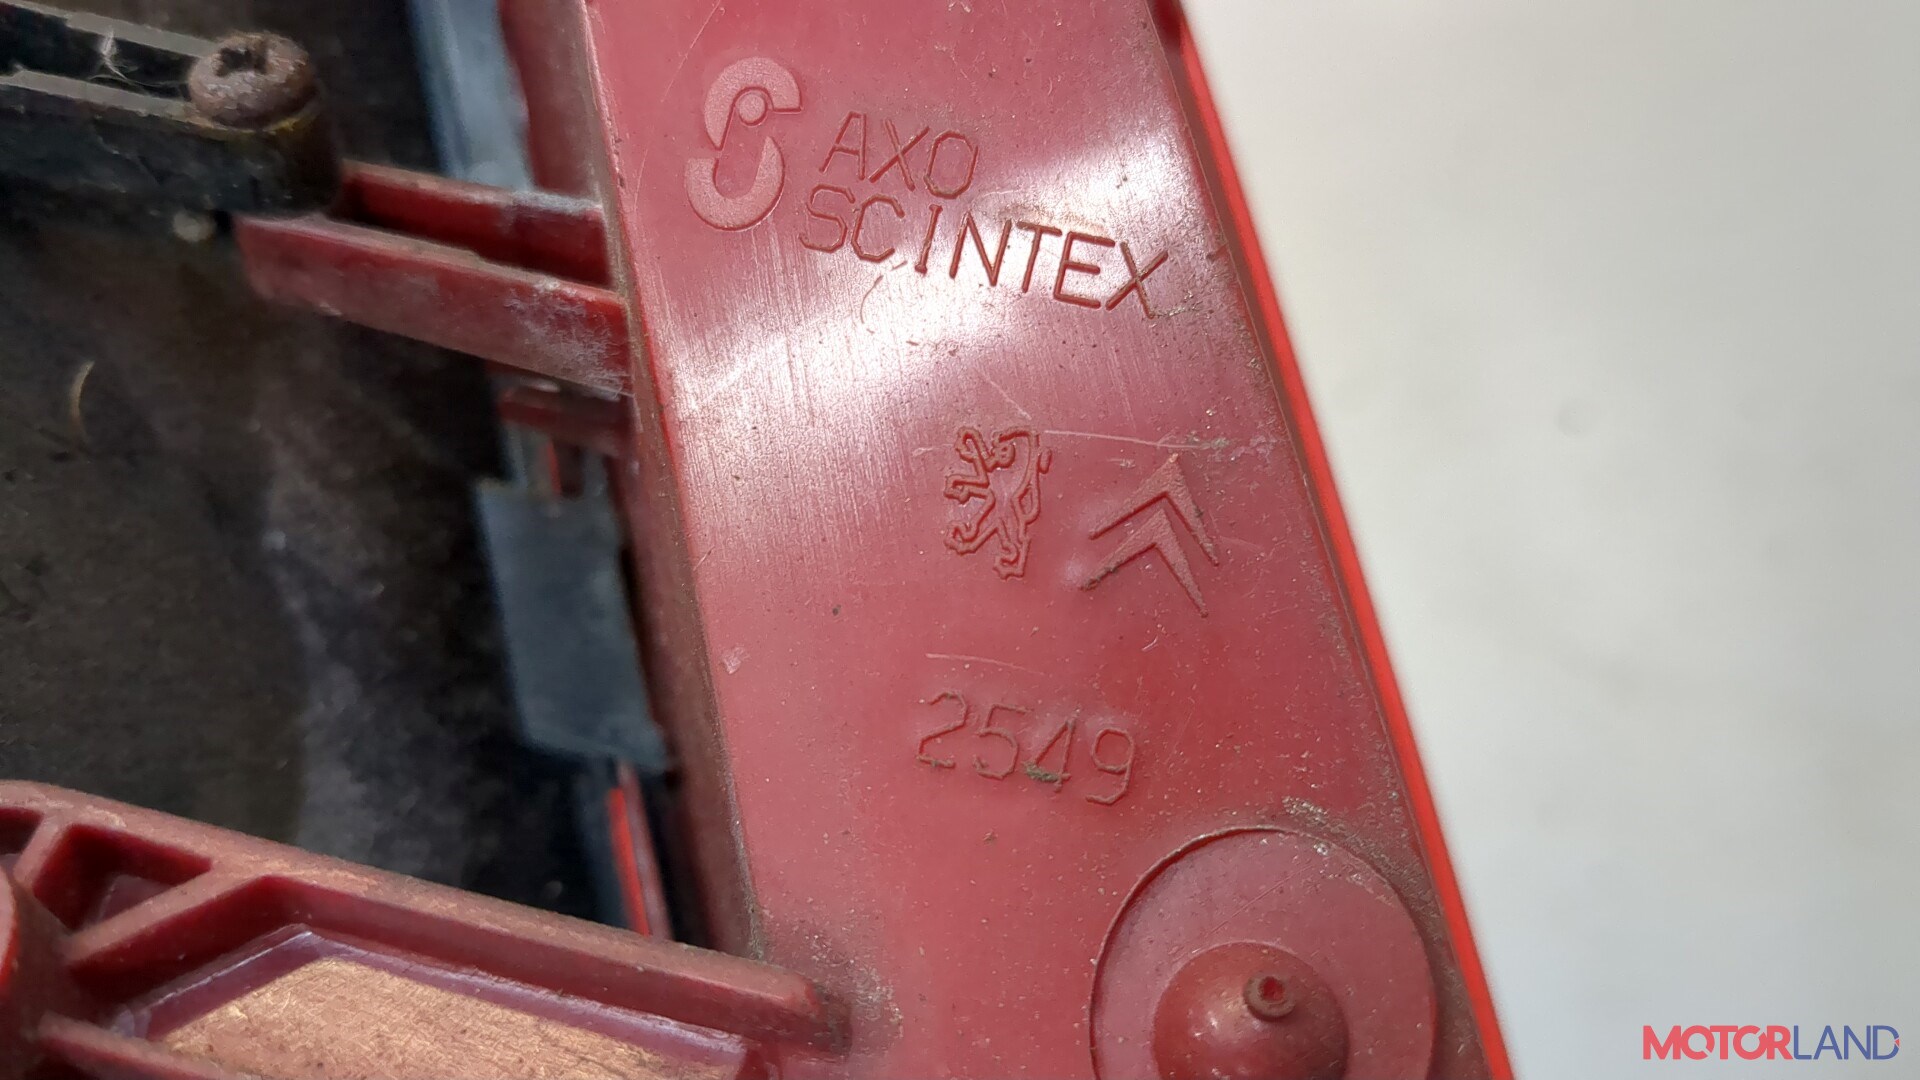 AXO
SCINTEX
2549
MOTORLAND